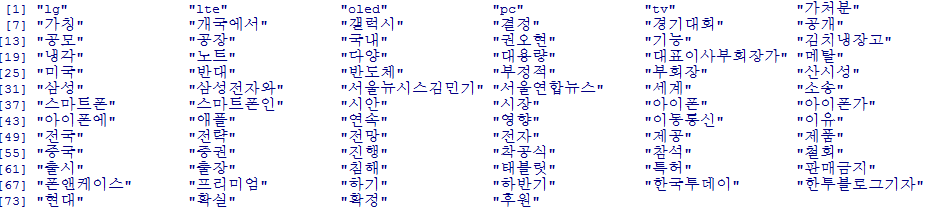 [1] "lg" "lte" "oled" "pc" "tv" "가처분"
[7] "가칭" "개국에서" "갤럭시" "결정" "경기대회" "공개"
[13] "공모" "공장" "국내" "권오현" "기능" "김치냉장고"
[19] "냉각" "노트" "다양" "대용량" "대표이사부회장가" "메탈"
[25] "미국" "반대" "반도체" "부정적" "부회장" "산시성"
[31] "삼성" "삼성전자와" "서울뉴시스김민기" "서울연합뉴스" "세계" "소송"
[37] "스마트폰" "스마트폰인" "시안" "시장" "아이폰" "아이폰가"
[43] "아이폰에" "애플" "연속" "영향" "이동통신" "이유"
[49] "전국" "전략" "전망" "전자" "제공" "제품"
[55] "중국" "증권" "진행" "착공식" "참석" "철회"
[61] "출시" "출장" "침해" "태블릿" "특허" "판매금지"
[67] "폰앤케이스" "프리미엄" "하기" "하반기" "한국투데이" "한투블로그기자"
[73] "현대" "확실" "확정" "후원"